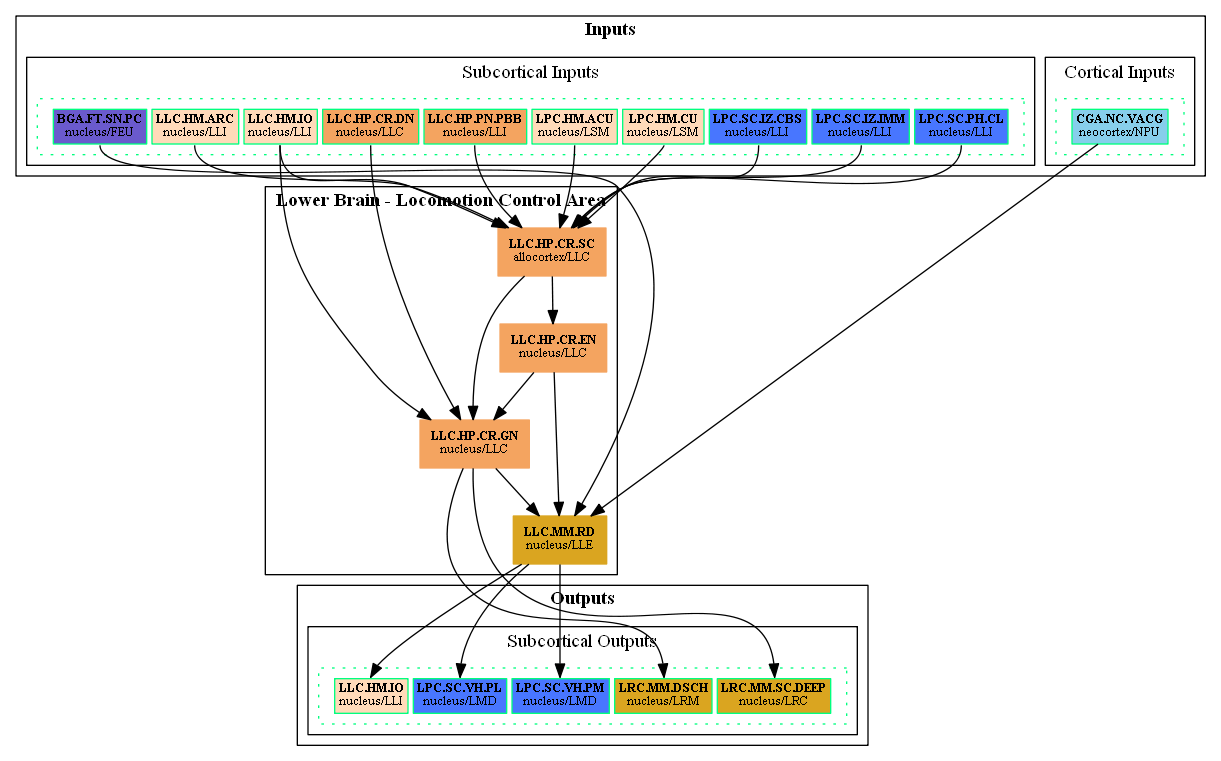 Inputs
Subcortical Inputs
Cortical Inputs
BGA.FT.SN.PC
nucleus/FEU
LLC.HM.ARC
nucleus/LLI
LLC.HM.IO
nucleus/LLI
LLC.HP.CR.DN
nucleus/LLC
LLC.HP.PN.PBB
nucleus/LLI
LPC.HM.ACU
nucleus/LSM
LPC.HM.CU
nucleus/LSM
LPC.SC.IZ.CBS
nucleus/LLI
LPC.SC.IZ.IMM
nucleus/LLI
LPC.SC.PH.CL
nucleus/LLI
CGA.NC.VACG
neocortex/NPU
Lower Brain - Locomotion Control Area
LLC.HP.CR.SC
allocortex/LLC
LLC.HP.CR.EN
nucleus/LLC
LLC.HP.CR.GN
nucleus/LLC
LLC.MM.RD
nucleus/LLE
Outputs
Subcortical Outputs
LLC.HM.IO
nucleus/LLI
LPC.SC.VH.PL
nucleus/LMD
LPC.SC.VH.PM
nucleus/LMD
LRC.MM.DSCH
nucleus/LRM
LRC.MM.SC.DEEP
nucleus/LRC